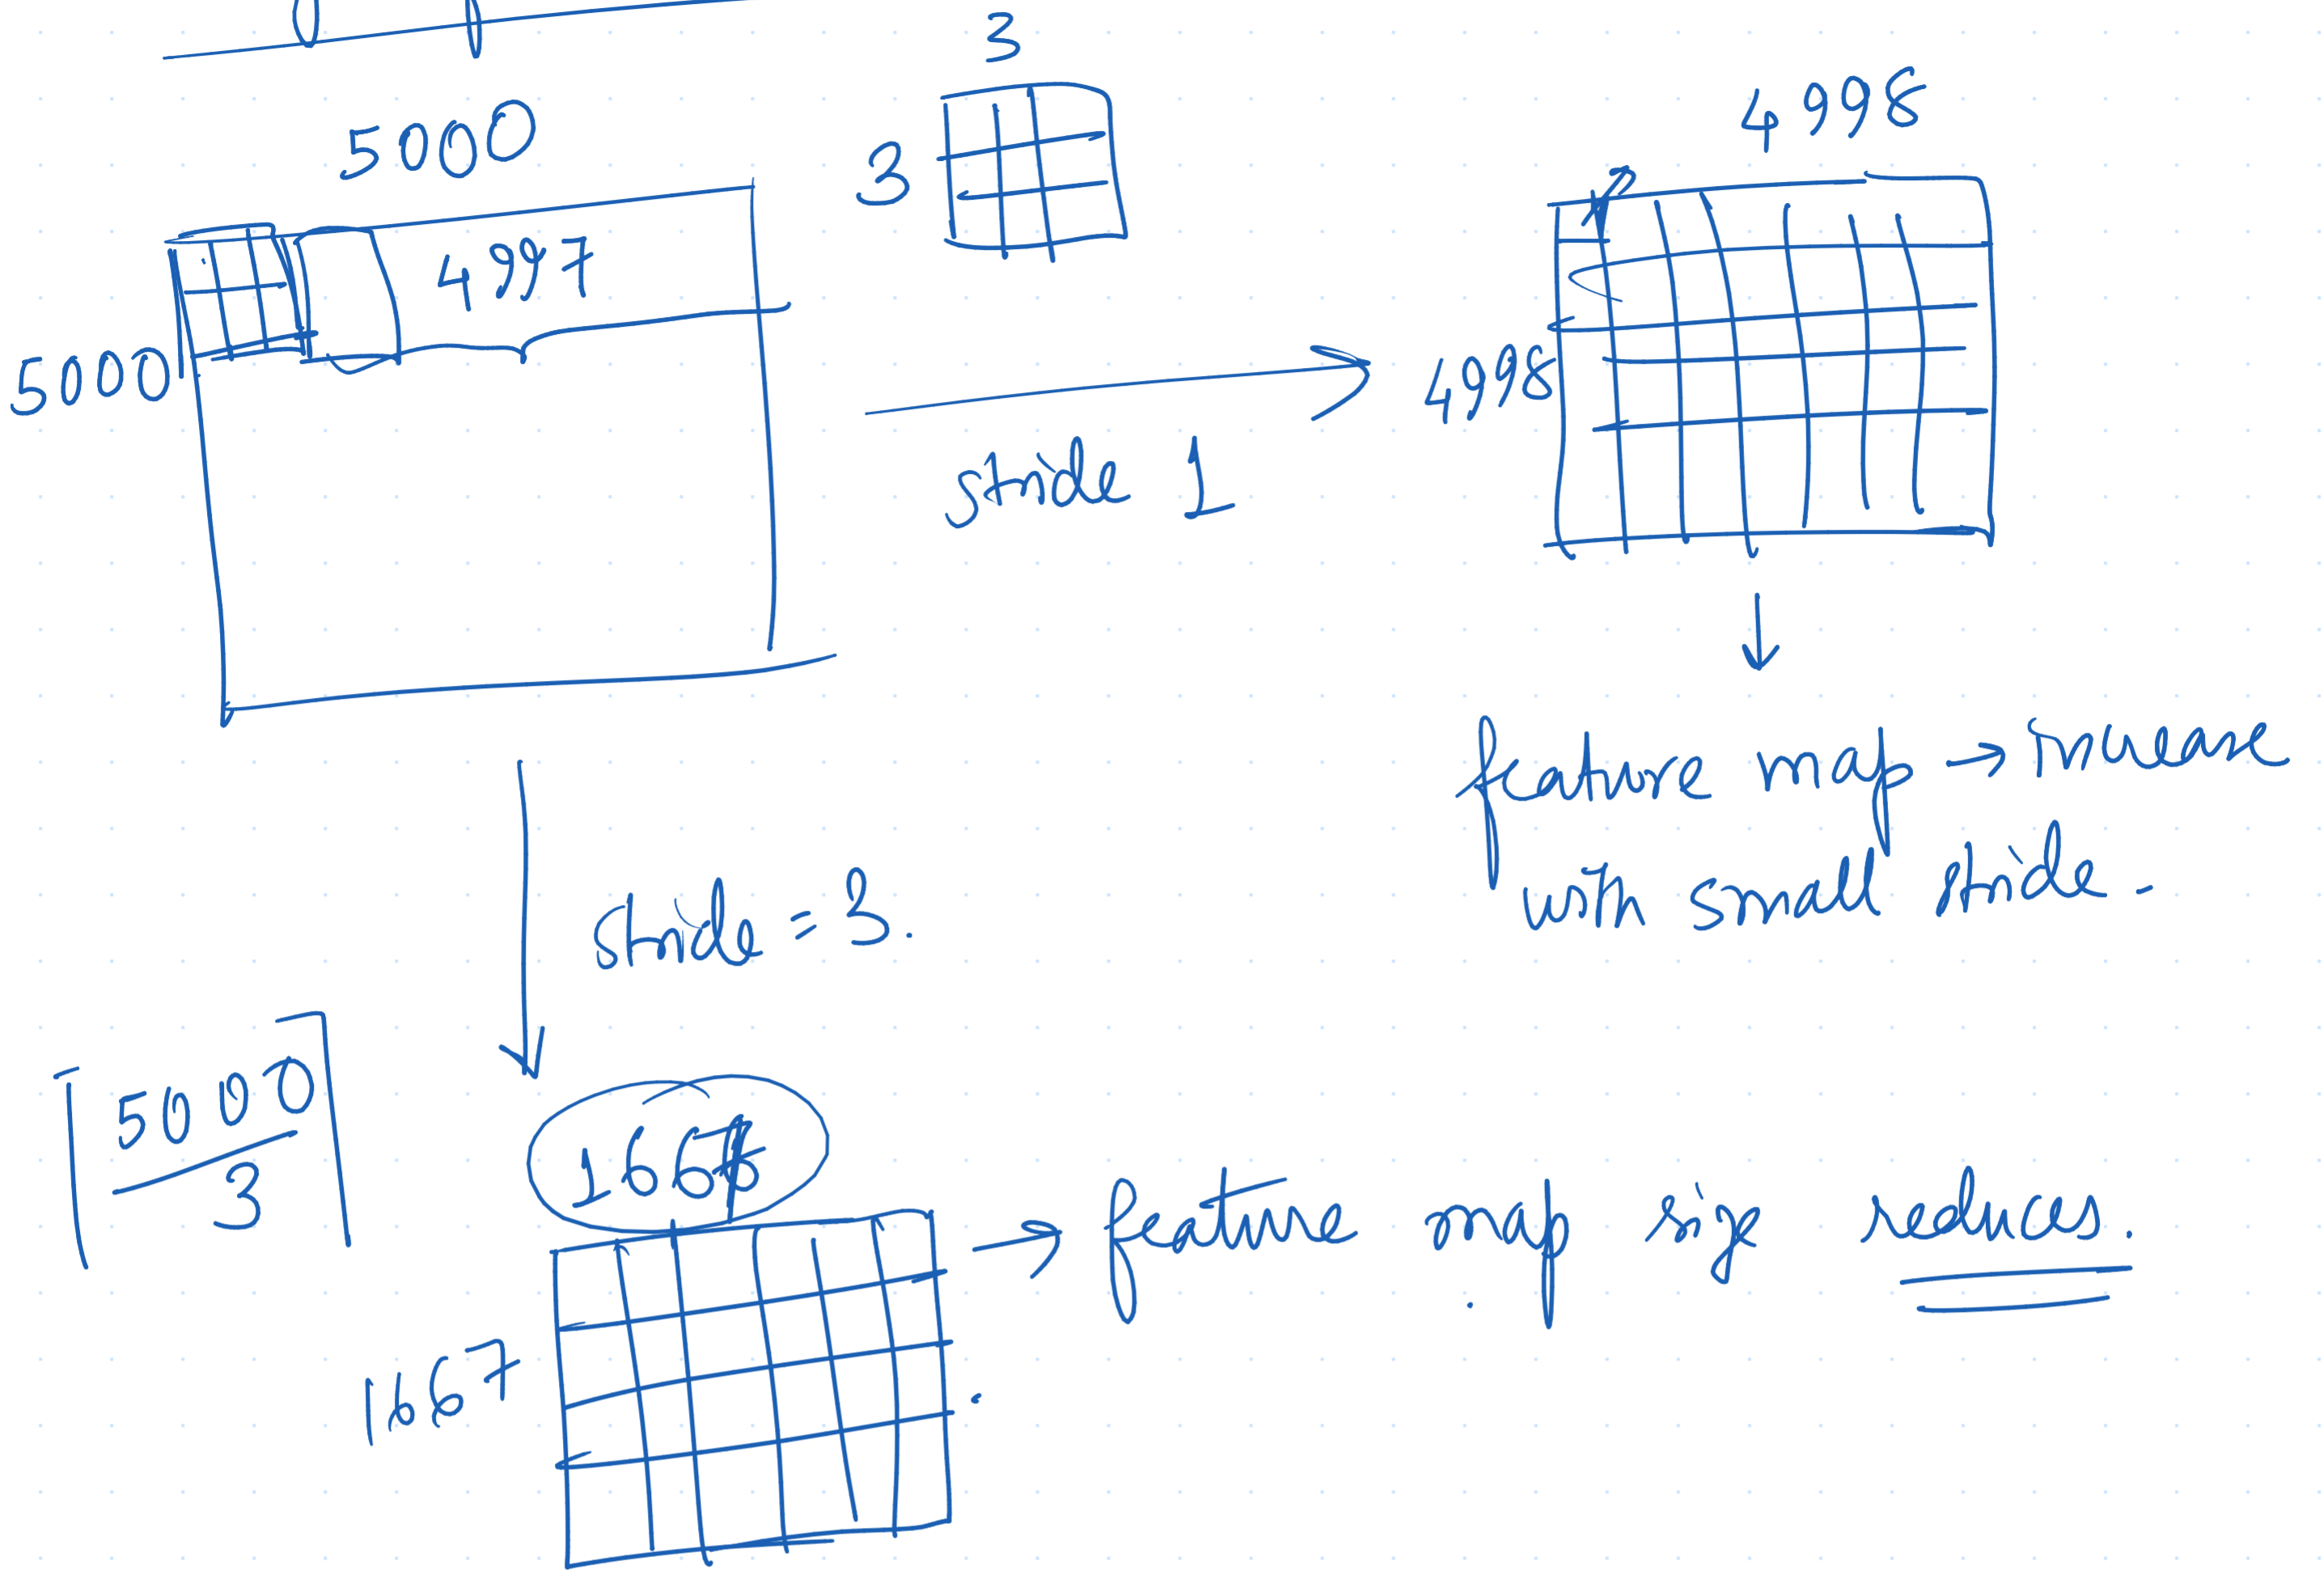 3
5000
3
4998
4997
5000
4998
stride 1
feature map → increase
with small stride.
stride = 3.
5000
3
1667
→ feature map size reduces.
1667